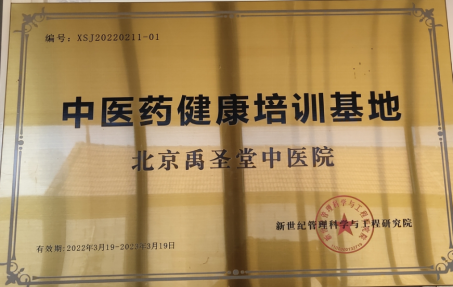 编号：XSJ20220211-01
中医药健康培训基地
北京禹圣堂中医院
新世纪管理科学与工程研究院
有效期：2022年3月19-2025年3月19日